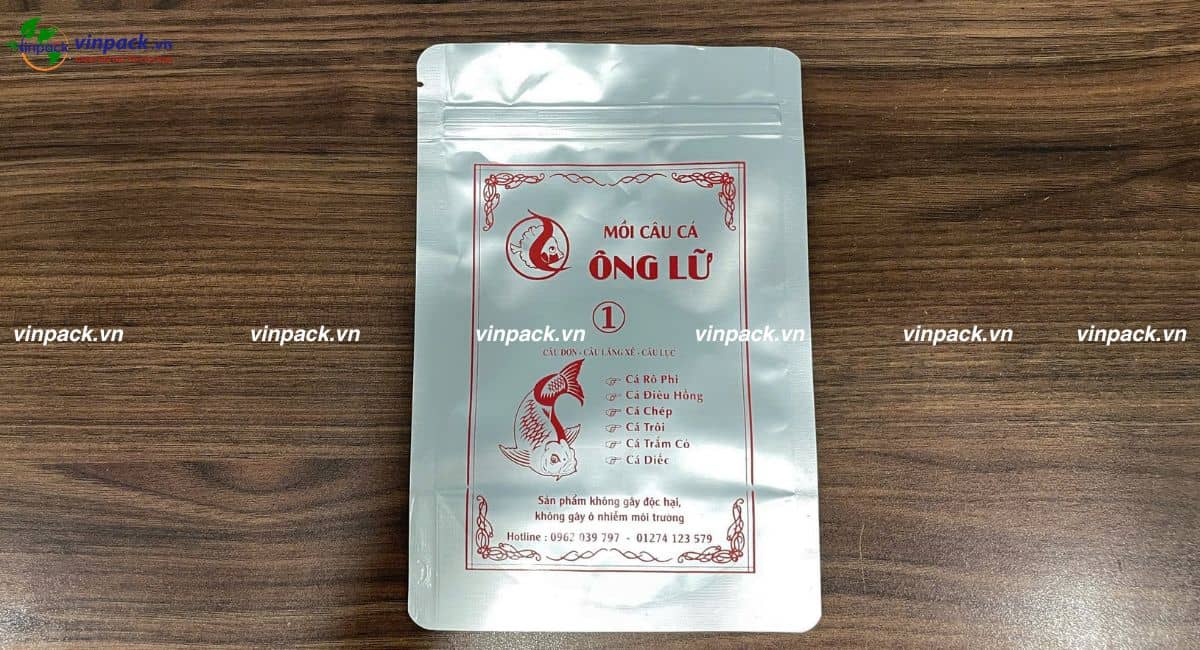 vinpack
vinpack.vn
MỒI CÂU CÁ
ÔNG LỮ
1
vinpack.vn vinpack.vn vinpack.vn vinpack.vn vinpack.vn vinpack.vn
CÂU ĐƠN - CÂU LĂNG XÊ - CÂU LỤC
Cá Rô Phi
Cá Điêu Hồng
Cá Chép
Cá Trôi
Cá Trắm Cỏ
Cá Diếc
Sản phẩm không gây độc hại,
không gây ô nhiễm môi trường
Hotline : 0962 039 797 - 01274 123 579